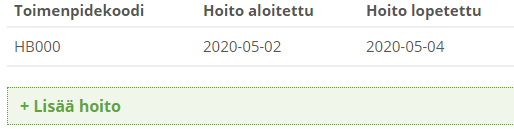 Toimenpidekoodi Hoito aloitettu Hoito lopetettu
HB000 2020-05-02 2020-05-04
+ Lisää hoito